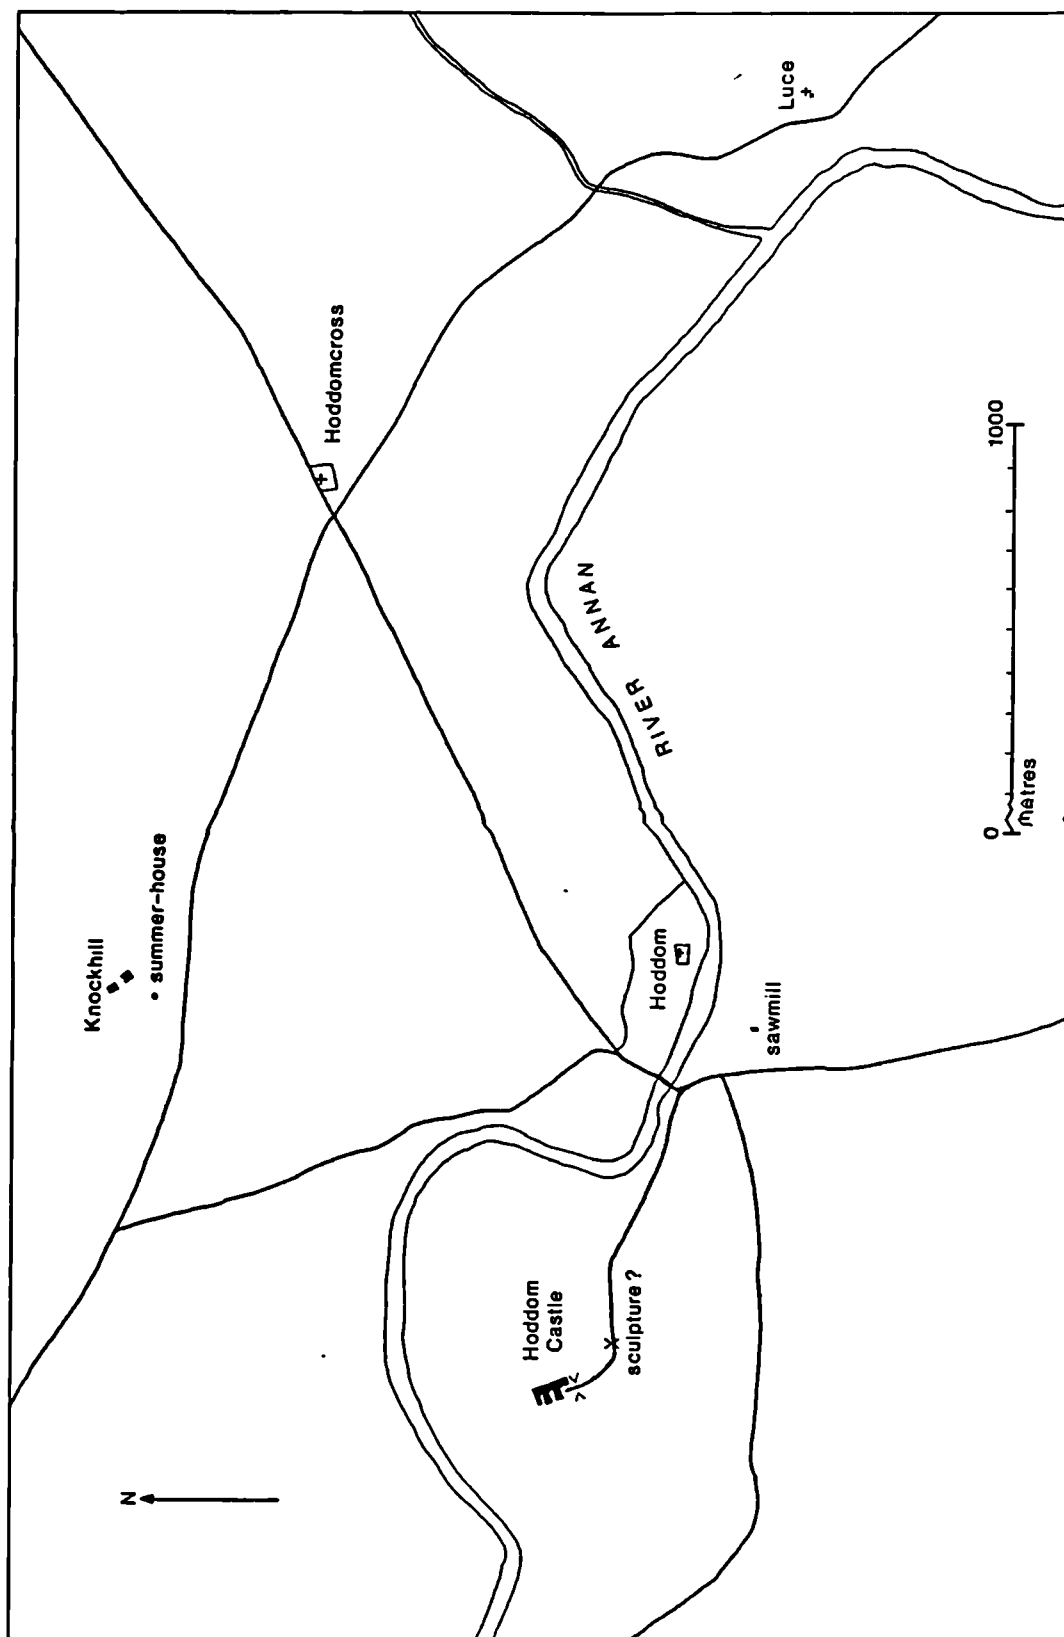 N
Knockhill
summer-house
Hoddomcross
Luce
Hoddom
Castle
sculpture?
Hoddom
sawmill
RIVER ANNAN
0
1000
metres